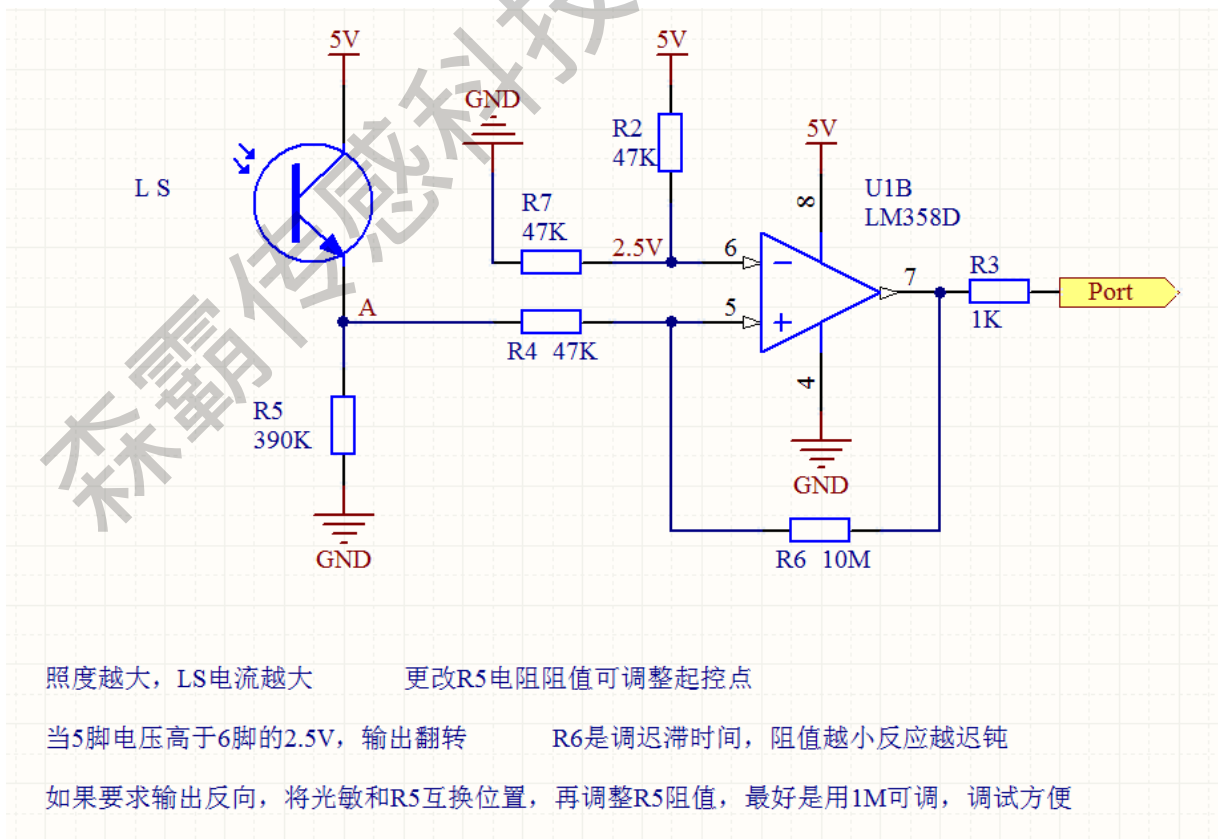 5V
5V
GND
R2
47K
5V
L S
8
U1B
LM358D
R7
47K
2.5V
6
7
R3
1K
Port
A
5
R4 47K
4
R5
390K
GND
GND
R6 10M
森霸传感科技
照度越大，LS电流越大 更改R5电阻阻值可调整起控点
当5脚电压高于6脚的2.5V，输出翻转 R6是调迟滞时间，阻值越小反应越迟钝
如果要求输出反向，将光敏和R5互换位置，再调整R5阻值，最好是用1M可调，调试方便